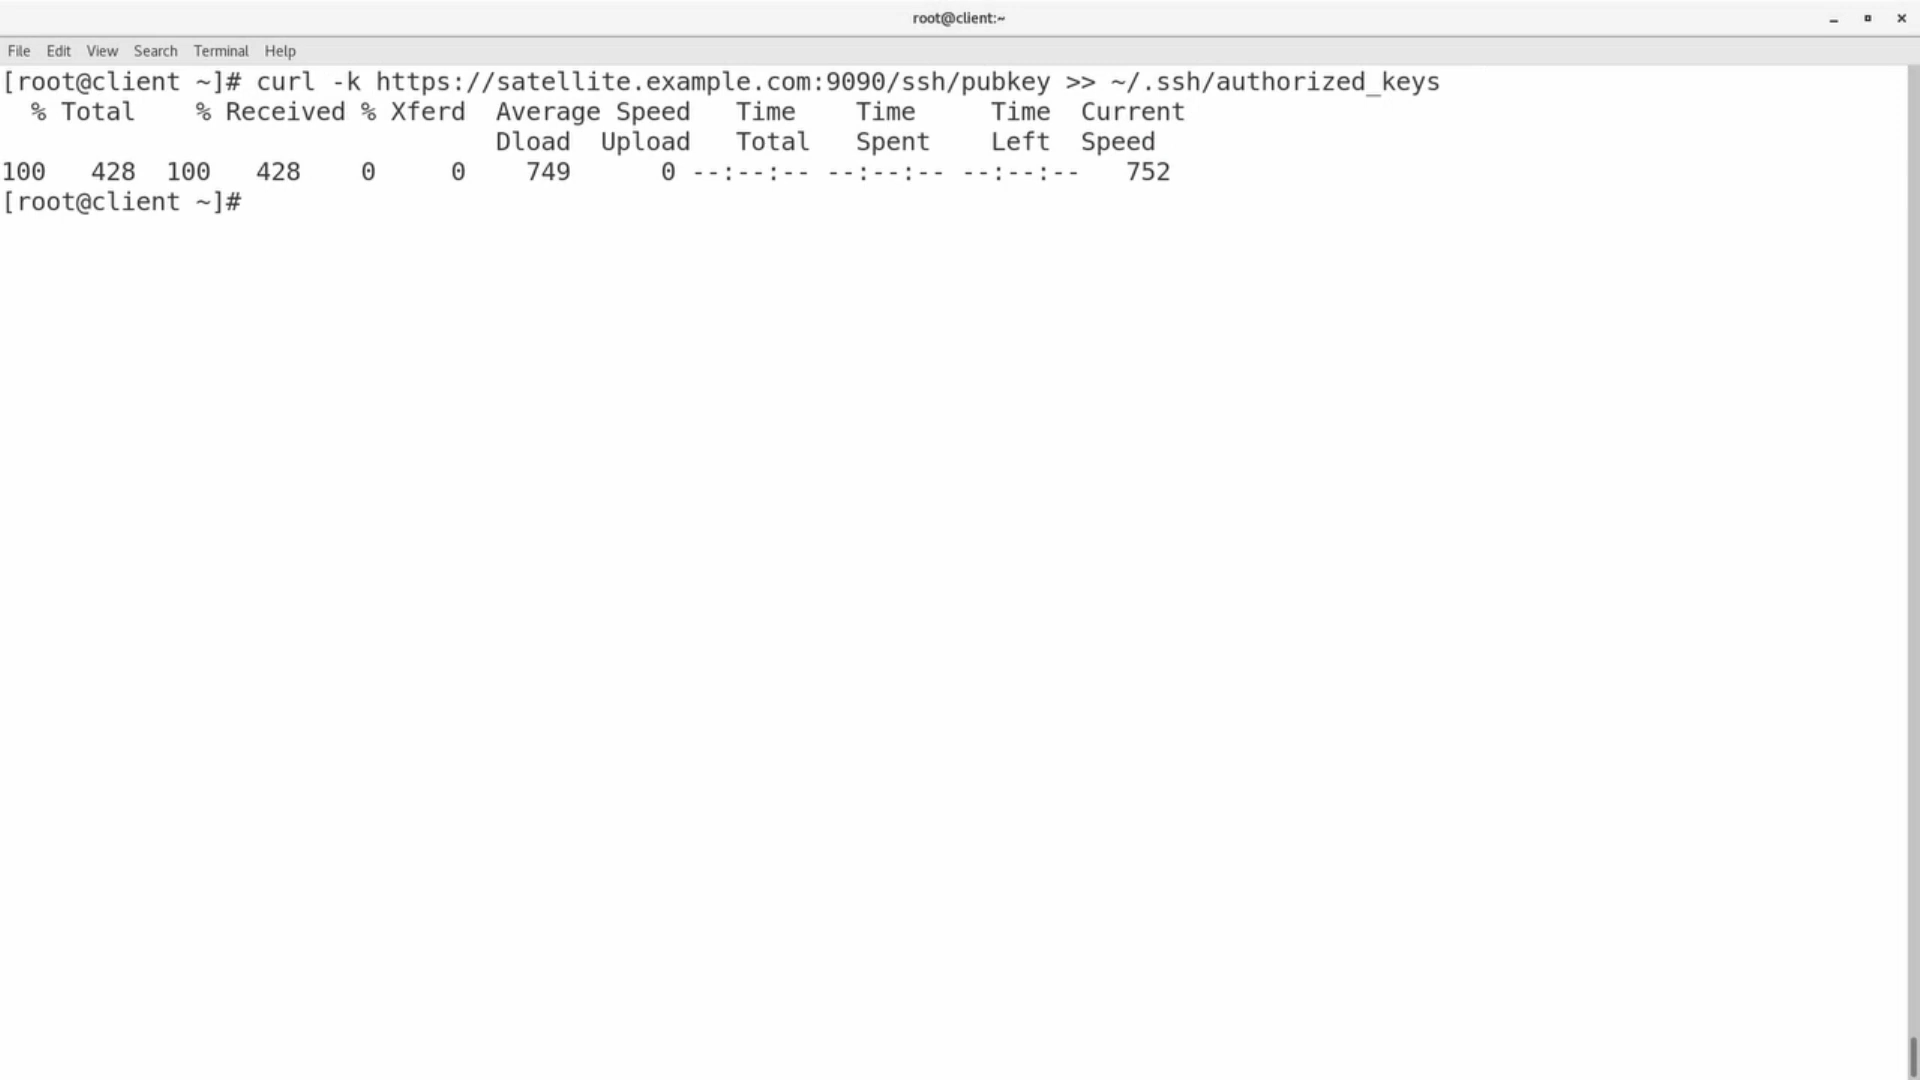 root@client:~
File Edit View Search Terminal Help
[root@client ~]# curl -k https://satellite.example.com:9090/ssh/pubkey >> ~/.ssh/authorized_keys
  % Total    % Received % Xferd  Average Speed   Time    Time     Time  Current
                                 Dload  Upload   Total   Spent    Left  Speed
100   428  100   428    0     0    749      0 --:--:-- --:--:-- --:--:--   752
[root@client ~]#